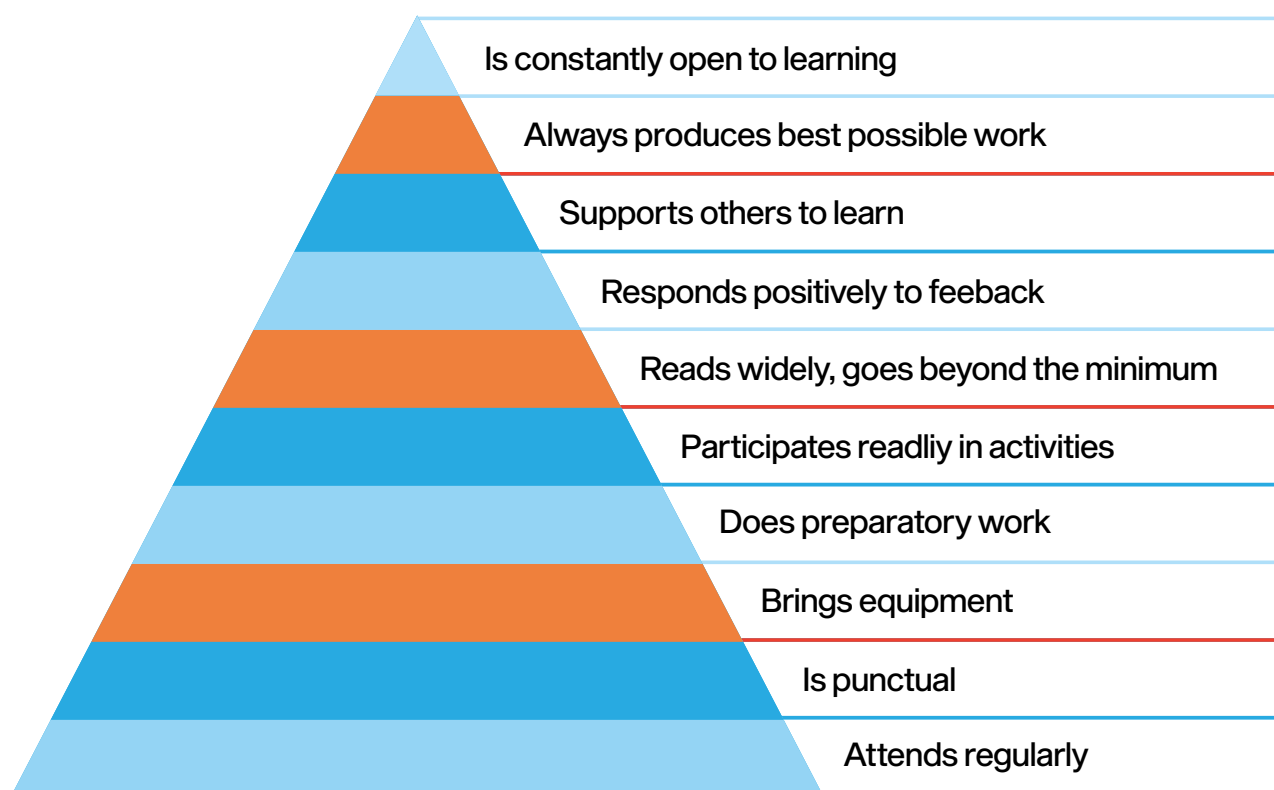 Is constantly open to learning
Always produces best possible work
Supports others to learn
Responds positively to feeback
Reads widely, goes beyond the minimum
Participates readliy in activities
Does preparatory work
Brings equipment
Is punctual
Attends regularly